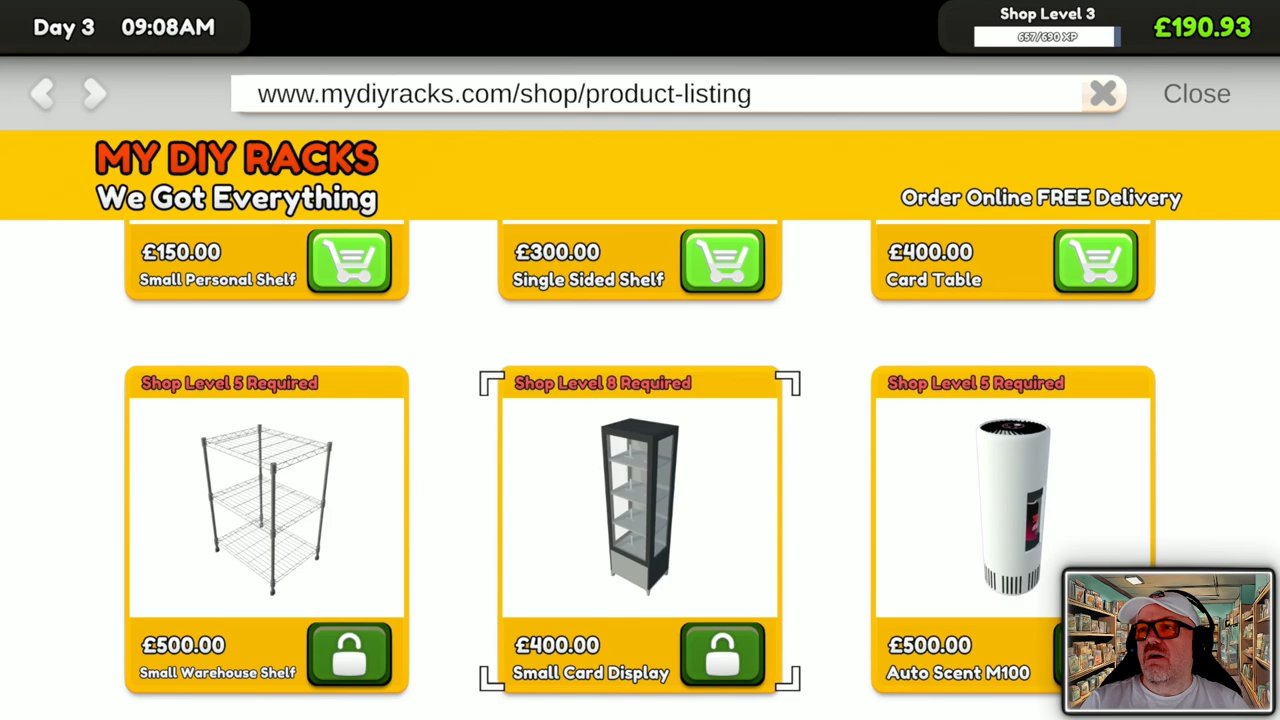 Day 3 09:08AM
Shop Level 3
657/690 XP
£190.93
www.mydiyracks.com/shop/product-listing
Close
MY DIY RACKS
We Got Everything
Order Online FREE Delivery
£150.00
Small Personal Shelf
£300.00
Single Sided Shelf
£400.00
Card Table
Shop Level 5 Required
£500.00
Small Warehouse Shelf
Shop Level 8 Required
£400.00
Small Card Display
Shop Level 5 Required
£500.00
Auto Scent M100